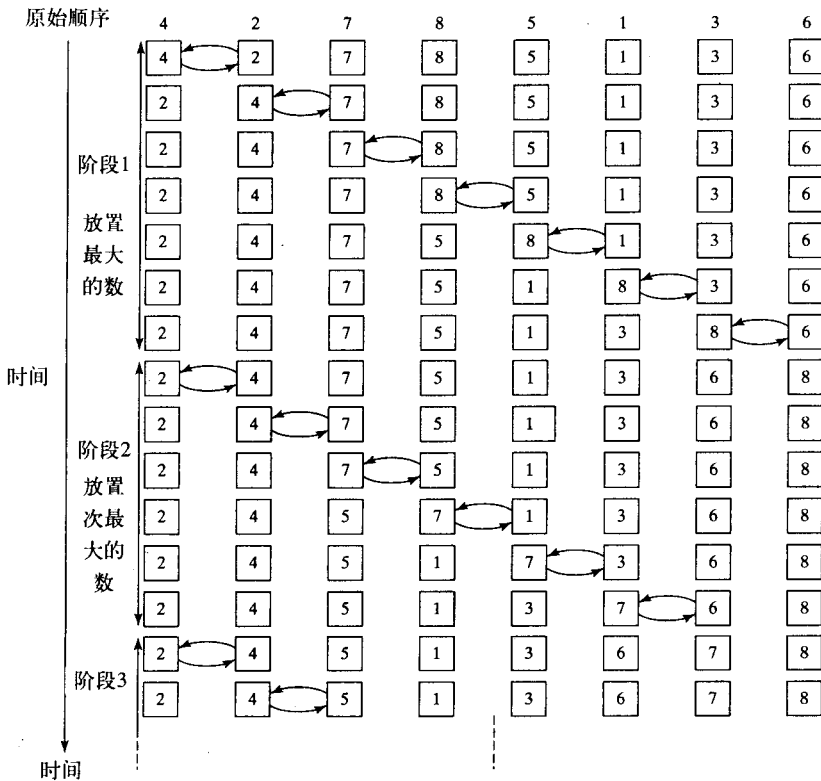 原始顺序 4 2 7 8 5 1 3 6
4 2 7 8 5 1 3 6
2 4 7 8 5 1 3 6
阶段1 2 4 7 8 5 1 3 6
2 4 7 8 5 1 3 6
放置
最大
的数
2 4 7 5 8 1 3 6
2 4 7 5 1 8 3 6
2 4 7 5 1 3 8 6
时间
2 4 7 5 1 3 6 8
2 4 7 5 1 3 6 8
阶段2
2 4 7 5 1 3 6 8
放置
次最
大的
数
2 4 5 7 1 3 6 8
2 4 5 1 7 3 6 8
2 4 5 1 3 7 6 8
2 4 5 1 3 6 7 8
阶段3
2 4 5 1 3 6 7 8
时间